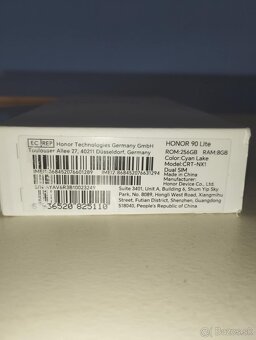 EC REP
Honor Technologies Germany GmbH
Toulouser Allee 27, 40211 Düsseldorf, Germany
HONOR 90 Lite
ROM:256GB RAM:8GB
Color:Cyan Lake
Model:CRT-NX1
Dual SIM
Made in China
Manufacturer:
Honor Device Co., Ltd.
Suite 3401, Unit A, Building 6, Shum Yip Sky
Park, No. 8089, Hongli West Road, Xiangmihu
Street, Futian District, Shenzhen, Guangdong
518040, People's Republic of China
36520 825110